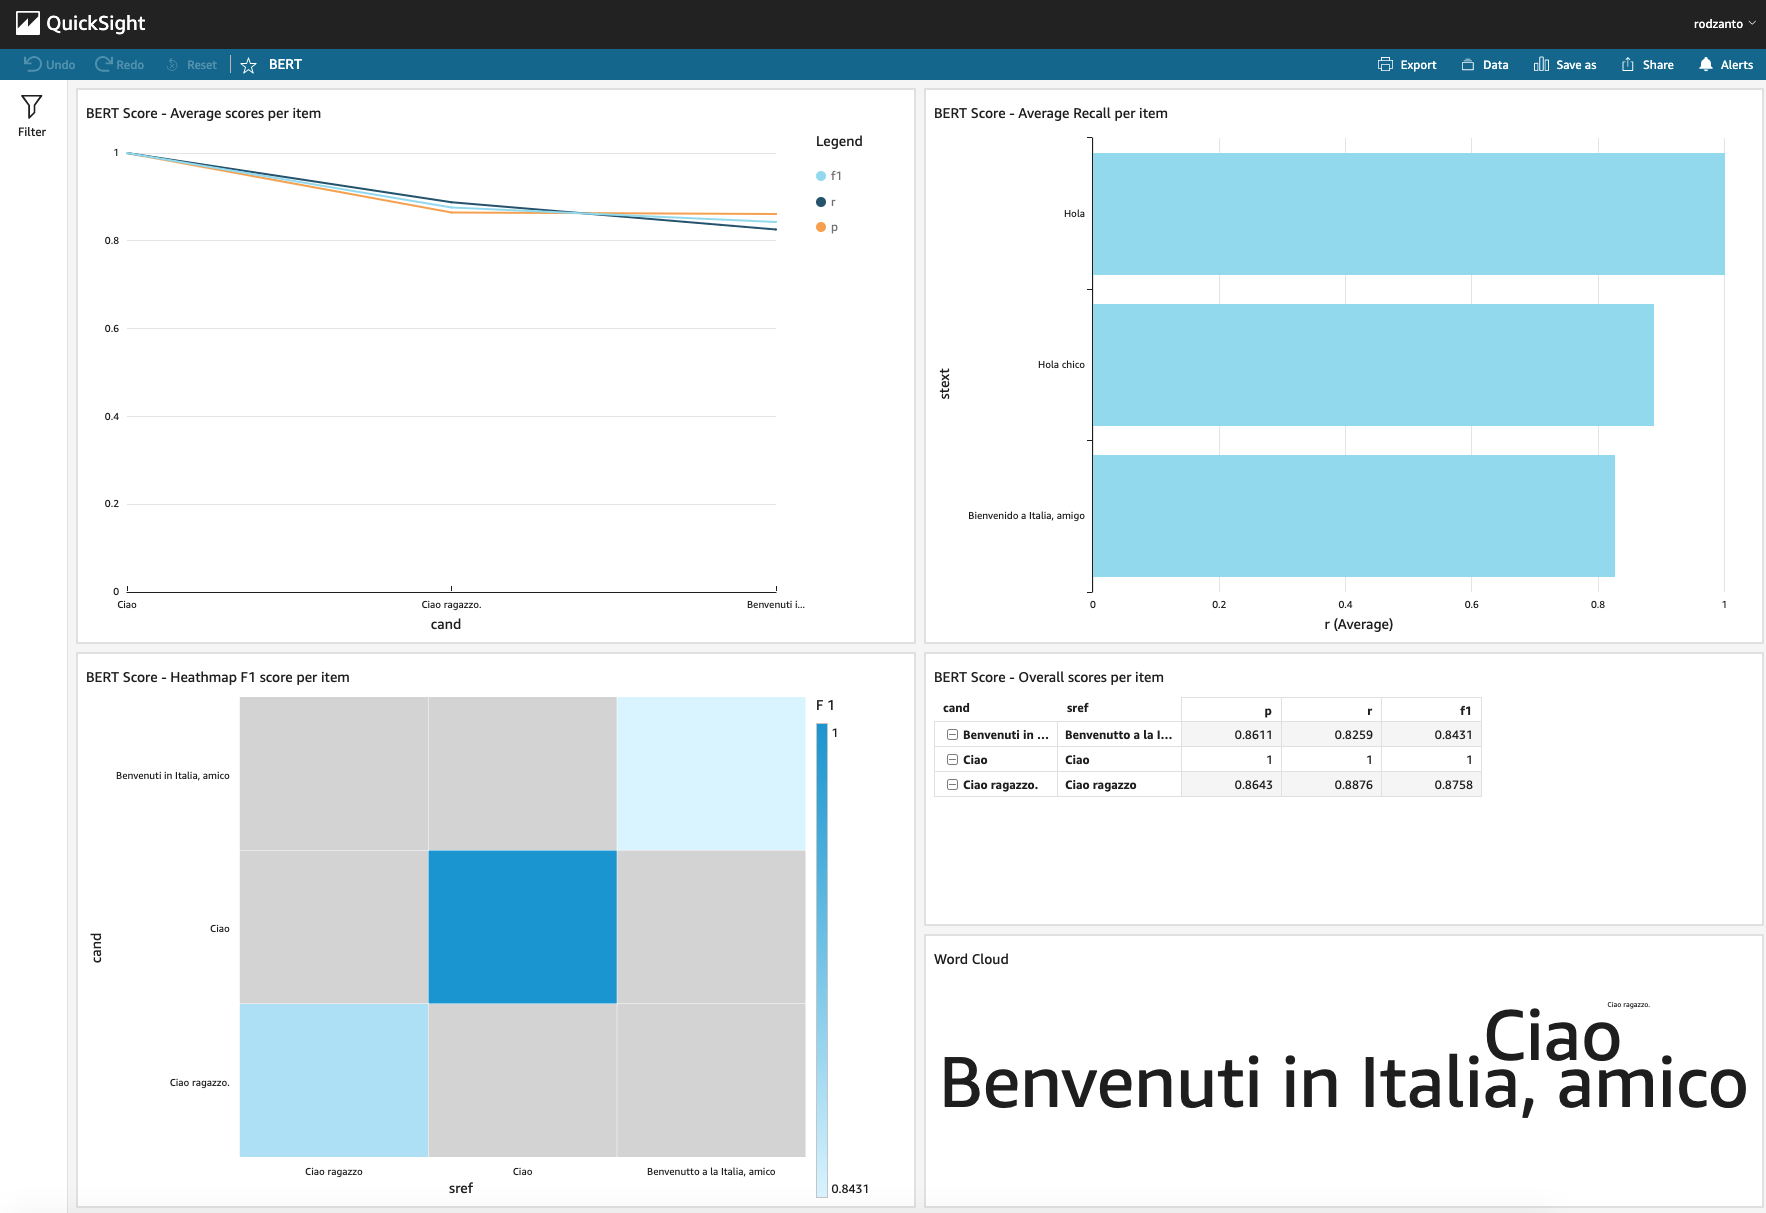 QuickSight
rodzanto
Undo
Redo
Reset
BERT
Export
Data
Save as
Share
Alerts
Filter
BERT Score - Average scores per item
Legend
f1
r
p
1
0.8
0.6
0.4
0.2
0
Ciao
Ciao ragazzo.
Benvenuti i...
cand
BERT Score - Average Recall per item
stext
Hola
Hola chico
Bienvenido a Italia, amigo
0
0.2
0.4
0.6
0.8
1
r (Average)
BERT Score - Heathmap F1 score per item
F 1
1
0.8431
cand
Benvenuti in Italia, amico
Ciao
Ciao ragazzo.
Ciao ragazzo
Ciao
Benvenutto a la Italia, amico
sref
BERT Score - Overall scores per item
cand sref p r f1
Benvenuti in ... Benvenutto a la I... 0.8611 0.8259 0.8431
Ciao Ciao 1 1 1
Ciao ragazzo. Ciao ragazzo 0.8643 0.8876 0.8758
Word Cloud
Ciao ragazzo.
Ciao
Benvenuti in Italia, amico